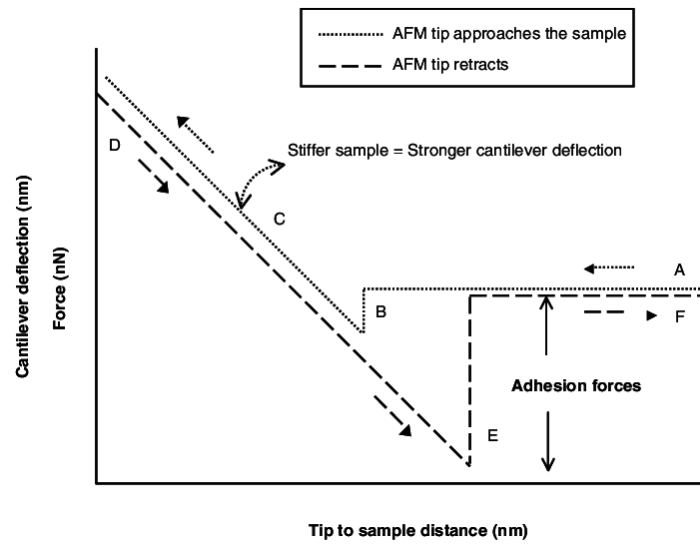 AFM tip approaches the sample
AFM tip retracts
D
Stiffer sample = Stronger cantilever deflection
C
A
B
F
Adhesion forces
E
Cantilever deflection (nm)
Force (nN)
Tip to sample distance (nm)